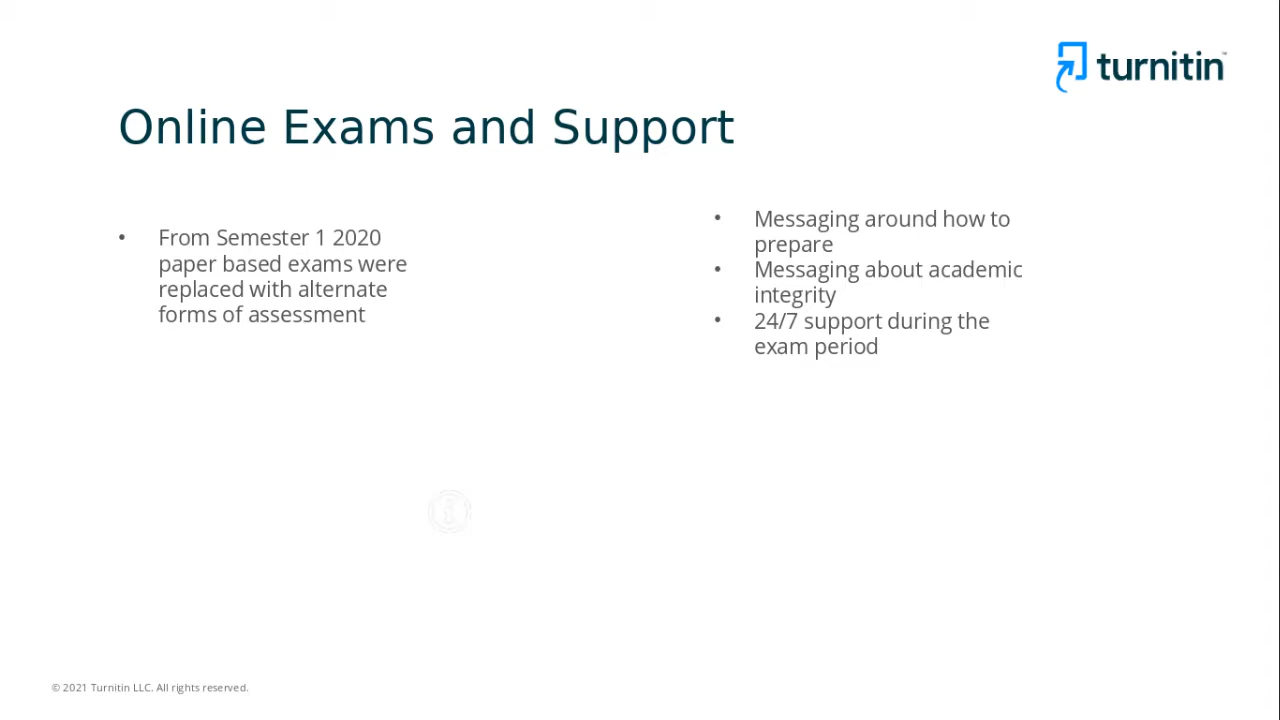 turnitin™
Online Exams and Support
• From Semester 1 2020
paper based exams were
replaced with alternate
forms of assessment
• Messaging around how to
prepare
• Messaging about academic
integrity
• 24/7 support during the
exam period
© 2021 Turnitin LLC. All rights reserved.